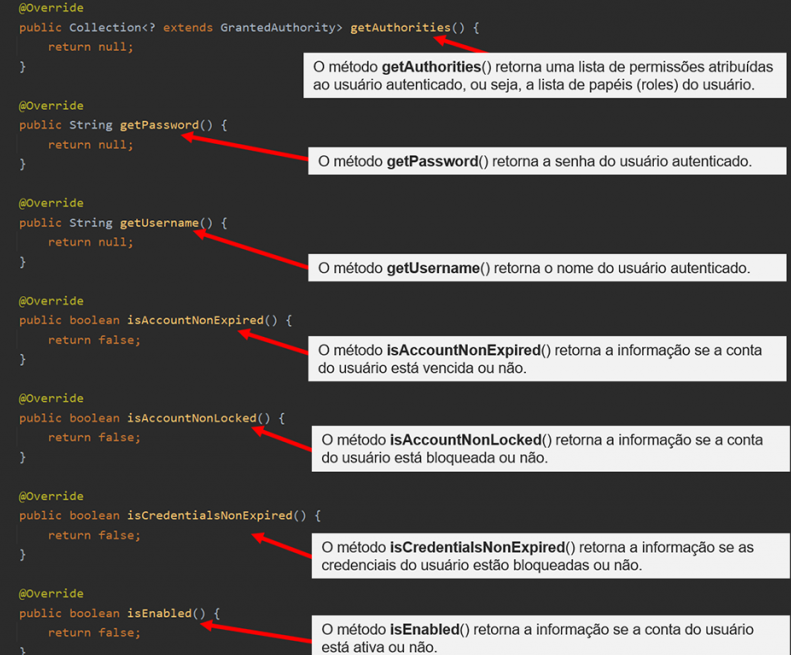 @Override
public Collection<? extends GrantedAuthority> getAuthorities() {
return null;
}
O método getAuthorities() retorna uma lista de permissões atribuídas
ao usuário autenticado, ou seja, a lista de papéis (roles) do usuário.
@Override
public String getPassword() {
return null;
}
O método getPassword() retorna a senha do usuário autenticado.
@Override
public String getUsername() {
return null;
}
O método getUsername() retorna o nome do usuário autenticado.
@Override
public boolean isAccountNonExpired() {
return false;
}
O método isAccountNonExpired() retorna a informação se a conta
do usuário está vencida ou não.
@Override
public boolean isAccountNonLocked() {
return false;
}
O método isAccountNonLocked() retorna a informação se a conta
do usuário está bloqueada ou não.
@Override
public boolean isCredentialsNonExpired() {
return false;
}
O método isCredentialsNonExpired() retorna a informação se as
credenciais do usuário estão bloqueadas ou não.
@Override
public boolean isEnabled() {
return false;
}
O método isEnabled() retorna a informação se a conta do usuário
está ativa ou não.